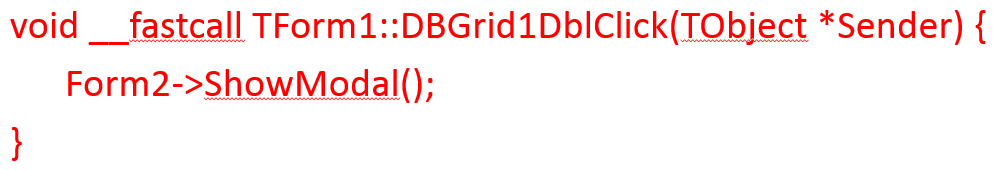 void __fastcall TForm1::DBGrid1DblClick(TObject *Sender) {
Form2->ShowModal();
}